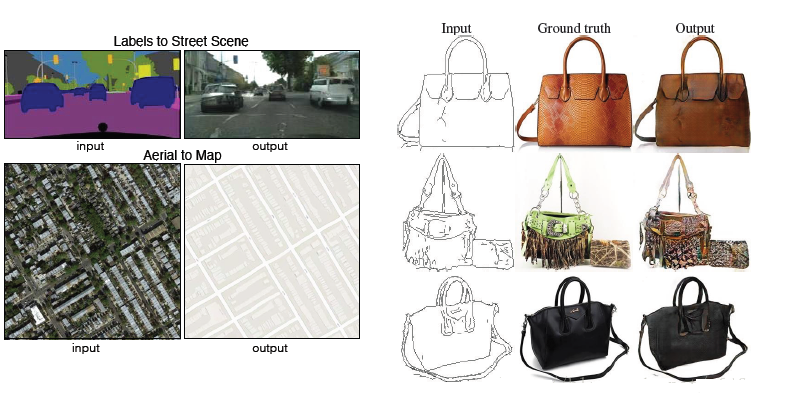 Labels to Street Scene
input
output
Aerial to Map
input
output
Input
Ground truth
Output